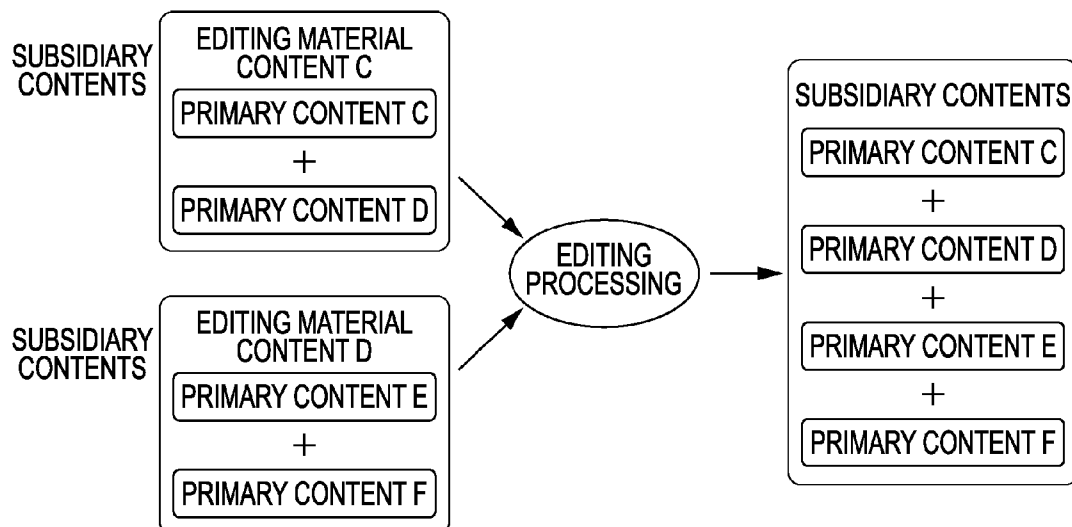 SUBSIDIARY
CONTENTS
EDITING MATERIAL
CONTENT C
PRIMARY CONTENT C
+
PRIMARY CONTENT D
SUBSIDIARY
CONTENTS
EDITING MATERIAL
CONTENT D
PRIMARY CONTENT E
+
PRIMARY CONTENT F
EDITING
PROCESSING
SUBSIDIARY CONTENTS
PRIMARY CONTENT C
+
PRIMARY CONTENT D
+
PRIMARY CONTENT E
+
PRIMARY CONTENT F